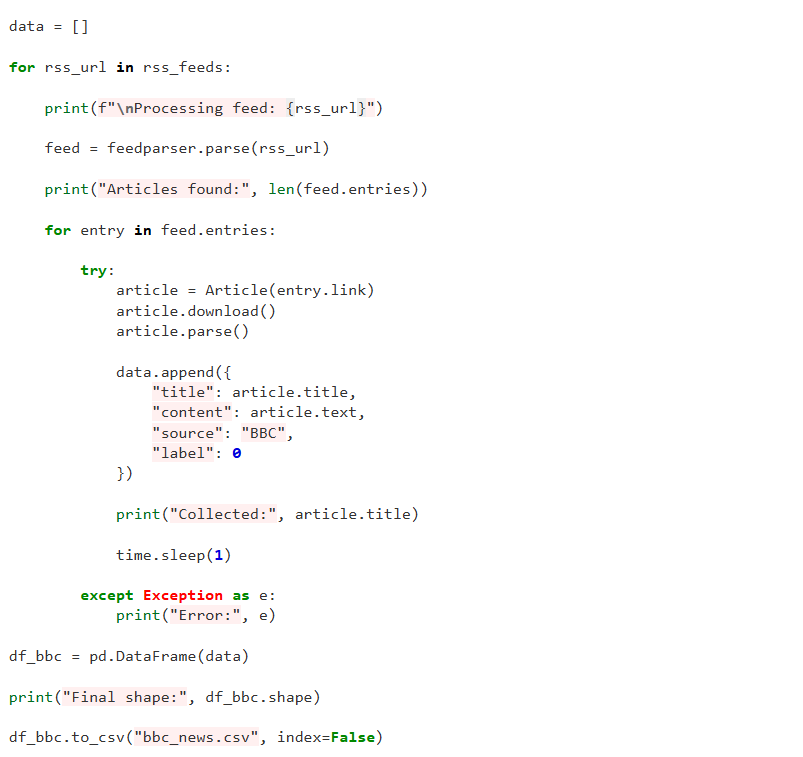 data = []
for rss_url in rss_feeds:
    print(f"\nProcessing feed: {rss_url}")
    feed = feedparser.parse(rss_url)
    print("Articles found:", len(feed.entries))
    for entry in feed.entries:
        try:
            article = Article(entry.link)
            article.download()
            article.parse()
            data.append({
                "title": article.title,
                "content": article.text,
                "source": "BBC",
                "label": 0
            })
            print("Collected:", article.title)
            time.sleep(1)
        except Exception as e:
            print("Error:", e)
df_bbc = pd.DataFrame(data)
print("Final shape:", df_bbc.shape)
df_bbc.to_csv("bbc_news.csv", index=False)